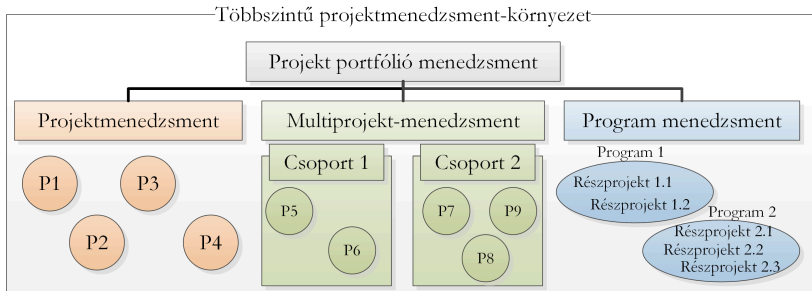 Többszintű projektmenedzsment-környezet
Projekt portfólió menedzsment
Projektmenedzsment
Multiprojekt-menedzsment
Program menedzsment
P1
P3
P2
P4
Csoport 1
P5
P6
Csoport 2
P7
P9
P8
Program 1
Részprojekt 1.1
Részprojekt 1.2
Program 2
Részprojekt 2.1
Részprojekt 2.2
Részprojekt 2.3